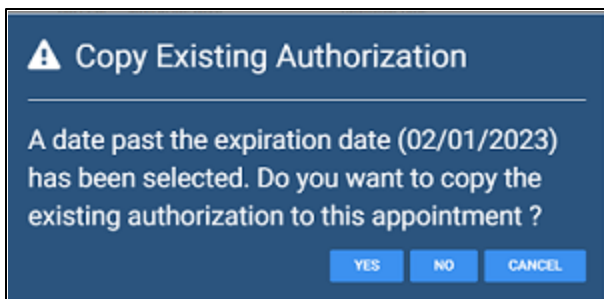 Copy Existing Authorization
A date past the expiration date (02/01/2023)
has been selected. Do you want to copy the
existing authorization to this appointment ?
YES NO CANCEL